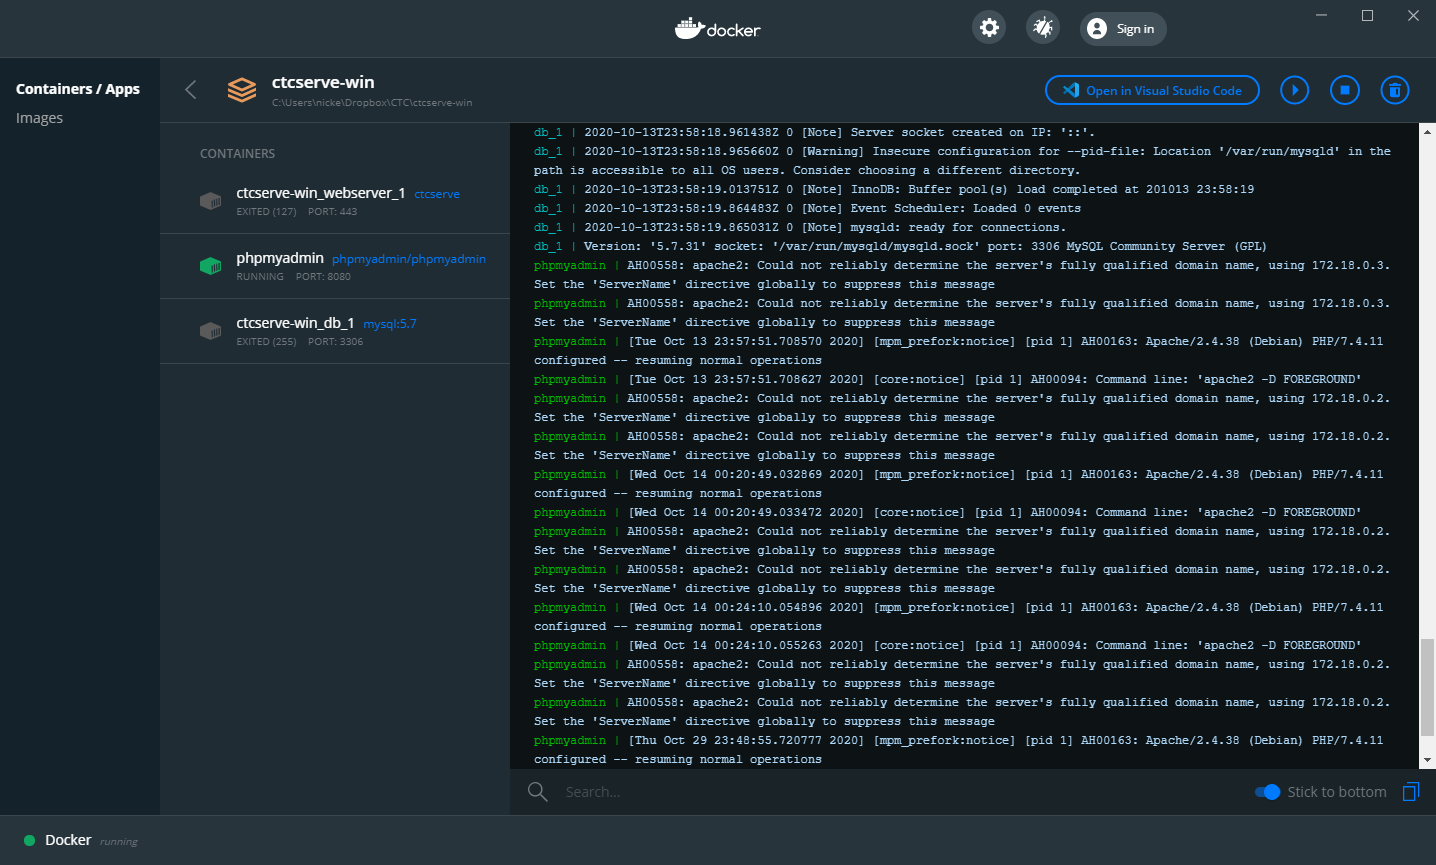 docker
Sign in
Containers / Apps
Images
ctcserve-win
C:\Users\nicke\Dropbox\CTC\ctcserve-win
Open in Visual Studio Code
CONTAINERS
ctcserve-win_webserver_1 ctcserve
EXITED (127) PORT: 443
phpmyadmin phpmyadmin/phpmyadmin
RUNNING PORT: 8080
ctcserve-win_db_1 mysql:5.7
EXITED (255) PORT: 3306
db_1 | 2020-10-13T23:58:18.961438Z 0 [Note] Server socket created on IP: '::'.
db_1 | 2020-10-13T23:58:18.965660Z 0 [Warning] Insecure configuration for --pid-file: Location '/var/run/mysqld' in the
path is accessible to all OS users. Consider choosing a different directory.
db_1 | 2020-10-13T23:58:19.013751Z 0 [Note] InnoDB: Buffer pool(s) load completed at 201013 23:58:19
db_1 | 2020-10-13T23:58:19.864483Z 0 [Note] Event Scheduler: Loaded 0 events
db_1 | 2020-10-13T23:58:19.865031Z 0 [Note] mysqld: ready for connections.
db_1 | Version: '5.7.31' socket: '/var/run/mysqld/mysqld.sock' port: 3306 MySQL Community Server (GPL)
phpmyadmin | AH00558: apache2: Could not reliably determine the server's fully qualified domain name, using 172.18.0.3.
Set the 'ServerName' directive globally to suppress this message
phpmyadmin | AH00558: apache2: Could not reliably determine the server's fully qualified domain name, using 172.18.0.3.
Set the 'ServerName' directive globally to suppress this message
phpmyadmin | [Tue Oct 13 23:57:51.708570 2020] [mpm_prefork:notice] [pid 1] AH00163: Apache/2.4.38 (Debian) PHP/7.4.11
configured -- resuming normal operations
phpmyadmin | [Tue Oct 13 23:57:51.708627 2020] [core:notice] [pid 1] AH00094: Command line: 'apache2 -D FOREGROUND'
phpmyadmin | AH00558: apache2: Could not reliably determine the server's fully qualified domain name, using 172.18.0.2.
Set the 'ServerName' directive globally to suppress this message
phpmyadmin | AH00558: apache2: Could not reliably determine the server's fully qualified domain name, using 172.18.0.2.
Set the 'ServerName' directive globally to suppress this message
phpmyadmin | [Wed Oct 14 00:20:49.032869 2020] [mpm_prefork:notice] [pid 1] AH00163: Apache/2.4.38 (Debian) PHP/7.4.11
configured -- resuming normal operations
phpmyadmin | [Wed Oct 14 00:20:49.033472 2020] [core:notice] [pid 1] AH00094: Command line: 'apache2 -D FOREGROUND'
phpmyadmin | AH00558: apache2: Could not reliably determine the server's fully qualified domain name, using 172.18.0.2.
Set the 'ServerName' directive globally to suppress this message
phpmyadmin | AH00558: apache2: Could not reliably determine the server's fully qualified domain name, using 172.18.0.2.
Set the 'ServerName' directive globally to suppress this message
phpmyadmin | [Wed Oct 14 00:24:10.054896 2020] [mpm_prefork:notice] [pid 1] AH00163: Apache/2.4.38 (Debian) PHP/7.4.11
configured -- resuming normal operations
phpmyadmin | [Wed Oct 14 00:24:10.055263 2020] [core:notice] [pid 1] AH00094: Command line: 'apache2 -D FOREGROUND'
phpmyadmin | AH00558: apache2: Could not reliably determine the server's fully qualified domain name, using 172.18.0.2.
Set the 'ServerName' directive globally to suppress this message
phpmyadmin | AH00558: apache2: Could not reliably determine the server's fully qualified domain name, using 172.18.0.2.
Set the 'ServerName' directive globally to suppress this message
phpmyadmin | [Thu Oct 29 23:48:55.720777 2020] [mpm_prefork:notice] [pid 1] AH00163: Apache/2.4.38 (Debian) PHP/7.4.11
configured -- resuming normal operations
Search...
Stick to bottom
Docker running